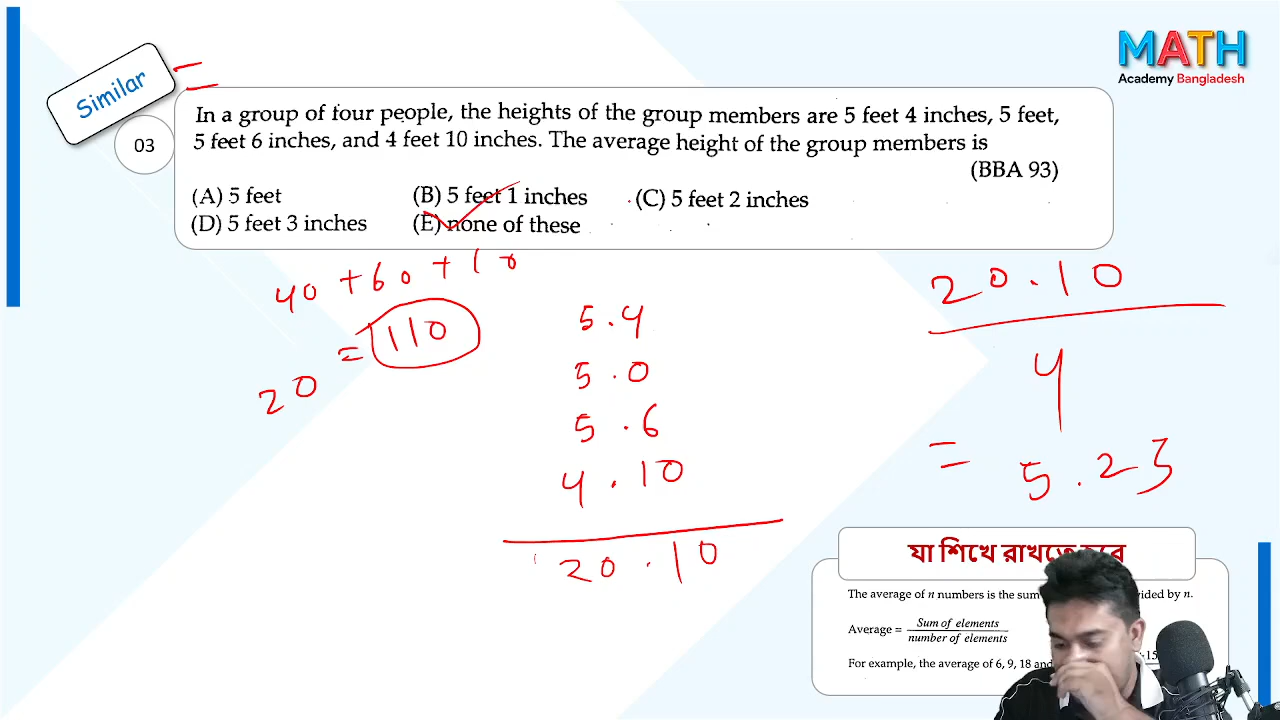 Similar
MATH
Academy Bangladesh
03
In a group of four people, the heights of the group members are 5 feet 4 inches, 5 feet,
5 feet 6 inches, and 4 feet 10 inches. The average height of the group members is
(BBA 93)
(A) 5 feet (B) 5 feet 1 inches (C) 5 feet 2 inches
(D) 5 feet 3 inches (E) none of these
40 + 60 + 10
= 110
20
5.4
5.0
5.6
4.10
20.10
20.10
4
= 5.23
যা শিখে রাখতে হবে
The average of n numbers is the sum
vided by n.
Average = Sum of elements
number of elements
For example, the average of 6, 9, 18 and
15